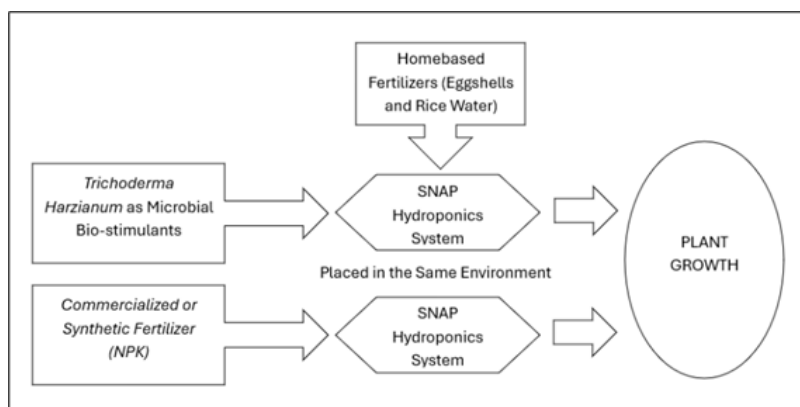 Homebased
Fertilizers (Eggshells
and Rice Water)
Trichoderma
Harzianum as Microbial
Bio-stimulants
SNAP
Hydroponics
System
PLANT
GROWTH
Placed in the Same Environment
Commercialized or
Synthetic Fertilizer
(NPK)
SNAP
Hydroponics
System